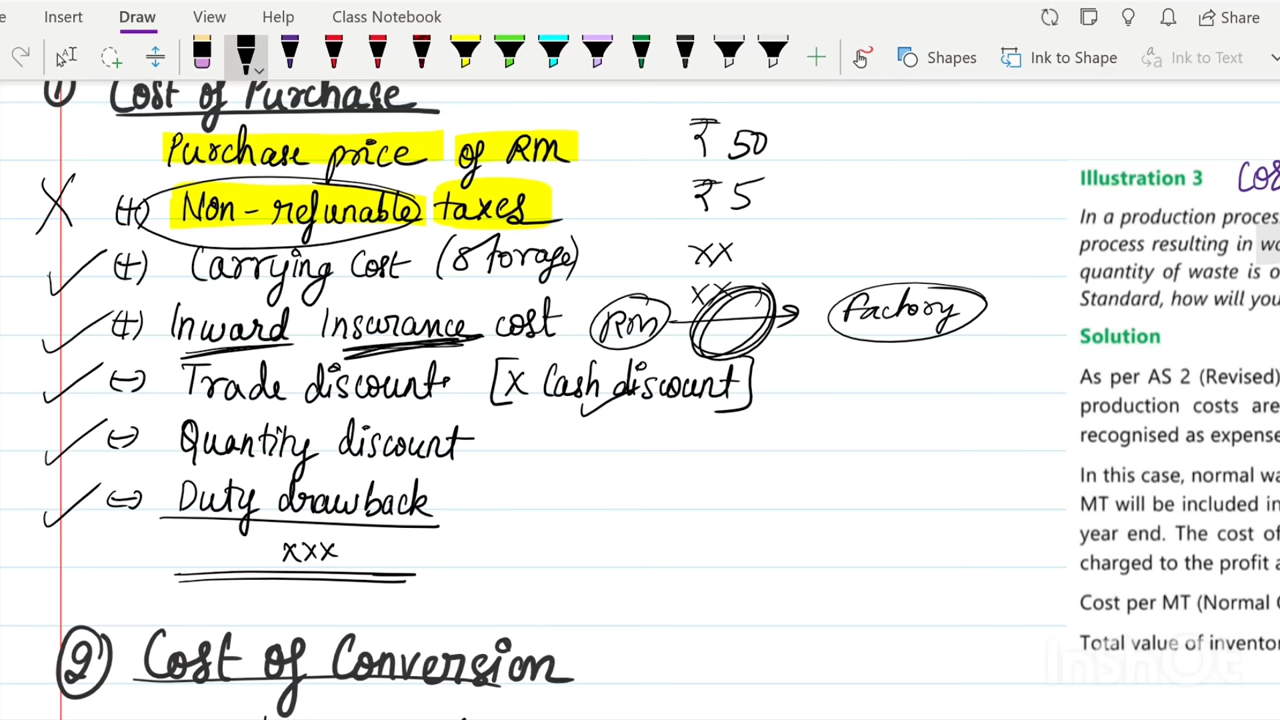 Insert Draw View Help Class Notebook Share
Shapes Ink to Shape Ink to Text
① Cost of Purchase
Purchase price of RM ₹ 50
X (+) Non-refunable taxes ₹ 5
(+) Carrying Cost (Storage) xx
(+) Inward Insurance cost xx RM Factory
(-) Trade discount [X Cash discount]
(-) Quantity discount
(-) Duty drawback
xxx
② Cost of Conversion
Illustration 3
In a production proces
process resulting in wa
quantity of waste is o
Standard, how will you
Solution
As per AS 2 (Revised)
production costs are
recognised as expense
In this case, normal wa
MT will be included in
year end. The cost of
charged to the profit a
Cost per MT (Normal C
Total value of inventor
InShOt